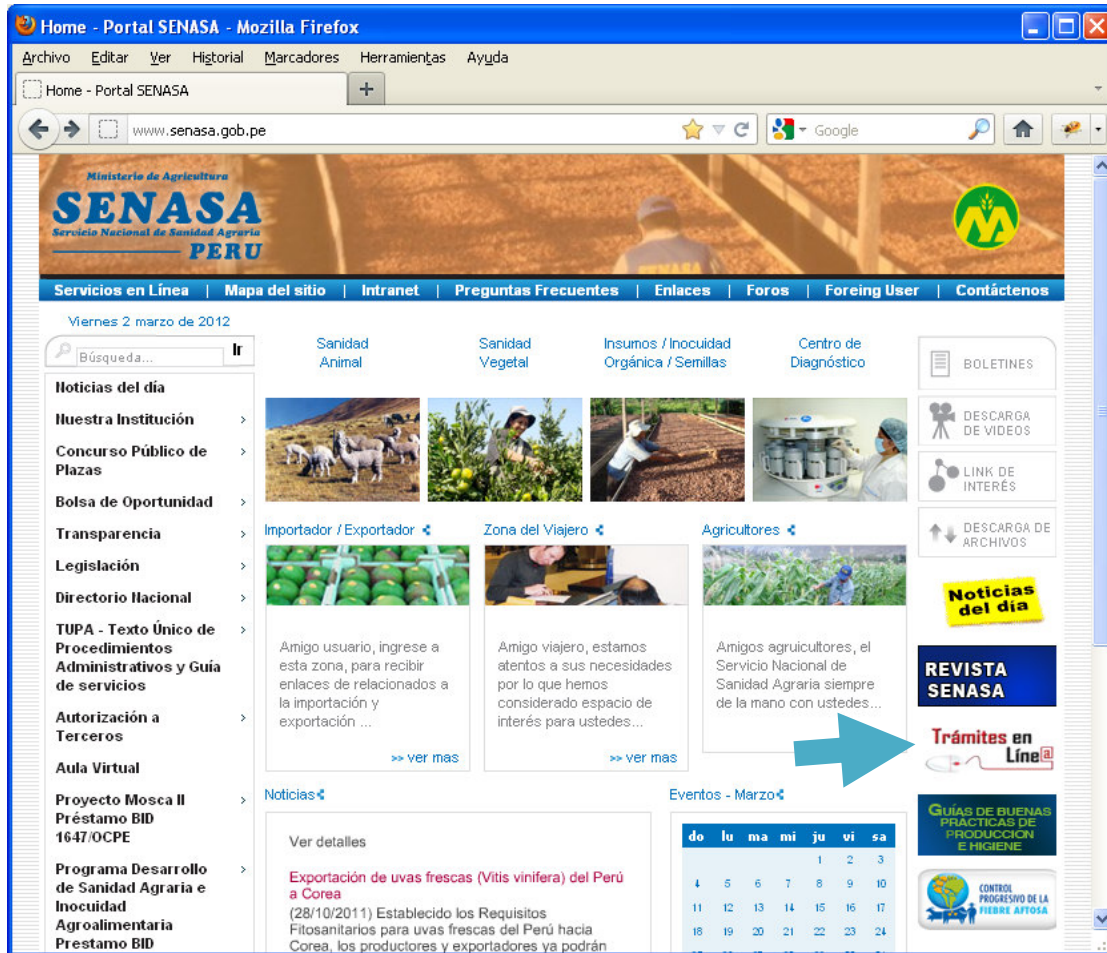 Home - Portal SENASA - Mozilla Firefox
Archivo Editar Ver Historial Marcadores Herramientas Ayuda
Home - Portal SENASA
www.senasa.gob.pe
Google
Ministerio de Agricultura
SENASA
Servicio Nacional de Sanidad Agraria
PERU
Servicios en Línea | Mapa del sitio | Intranet | Preguntas Frecuentes | Enlaces | Foros | Foreing User | Contáctenos
Viernes 2 marzo de 2012
Búsqueda... Ir
Noticias del día
Nuestra Institución
Concurso Público de
Plazas
Bolsa de Oportunidad
Transparencia
Legislación
Directorio Nacional
TUPA - Texto Único de
Procedimientos
Administrativos y Guía
de servicios
Autorización a
Terceros
Aula Virtual
Proyecto Mosca II
Préstamo BID
1647/OCPE
Programa Desarrollo
de Sanidad Agraria e
Inocuidad
Agroalimentaria
Prestamo BID
Sanidad
Animal
Sanidad
Vegetal
Insumos / Inocuidad
Orgánica / Semillas
Centro de
Diagnóstico
Importador / Exportador
Amigo usuario, ingrese a
esta zona, para recibir
enlaces de relacionados a
la importación y
exportación ...
>> ver mas
Zona del Viajero
Amigo viajero, estamos
atentos a sus necesidades
por lo que hemos
considerado espacio de
interés para ustedes...
>> ver mas
Agricultores
Amigos agruicultores, el
Servicio Nacional de
Sanidad Agraria siempre
de la mano con ustedes...
Noticias
Ver detalles
Exportación de uvas frescas (Vitis vinifera) del Perú
a Corea
(28/10/2011) Establecido los Requisitos
Fitosanitarios para uvas frescas del Perú hacia
Corea, los productores y exportadores ya podrán
Eventos - Marzo
do lu ma mi ju vi sa
1 2 3
4 5 6 7 8 9 10
11 12 13 14 15 16 17
18 19 20 21 22 23 24
BOLETINES
DESCARGA
DE VIDEOS
LINK DE
INTERÉS
DESCARGA DE
ARCHIVOS
Noticias
del día
REVISTA
SENASA
Trámites en
Líne@
GUÍAS DE BUENAS
PRÁCTICAS DE
PRODUCCIÓN
E HIGIENE
CONTROL
PROGRESIVO DE LA
FIEBRE AFTOSA